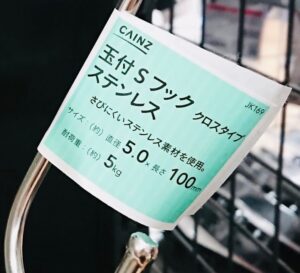 CAINZ
玉付Sフック
ステンレス
クロスタイプ
JK169
さびにくいステンレス素材を使用。
サイズ:(約)直径5.0×長さ100mm
耐荷重:(約)5kg